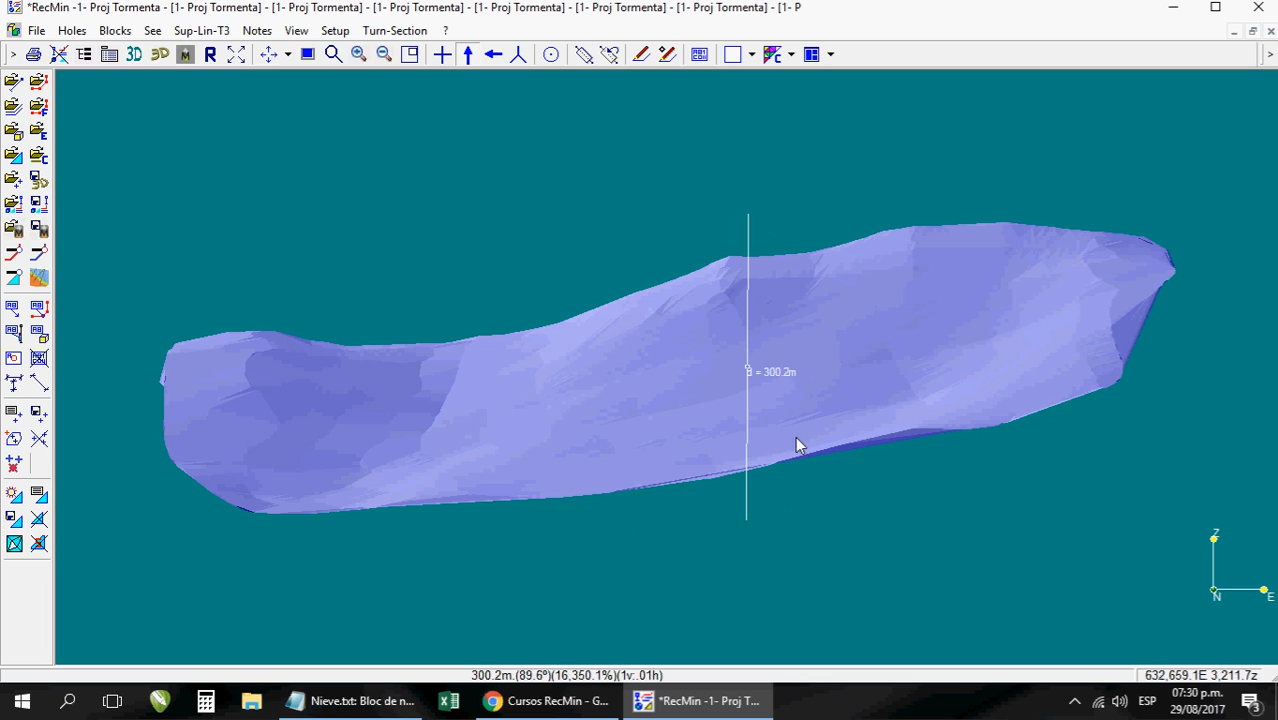 *RecMin -1- Proj Tormenta - [1- Proj Tormenta] - [1- Proj Tormenta] - [1- Proj Tormenta] - [1- Proj Tormenta] - [1- Proj Tormenta] - [1- P
File Holes Blocks See Sup-Lin-T3 Notes View Setup Turn-Section ?
3D 3D M R C
d = 300.2m
Z
N E
300.2m.(89.6º)(16,350.1%)(1v:.01h) 632,659.1E 3,211.7z
Nieve.txt: Bloc de n... Cursos RecMin - G... *RecMin -1- Proj T... ESP 07:30 p.m.
29/08/2017 3